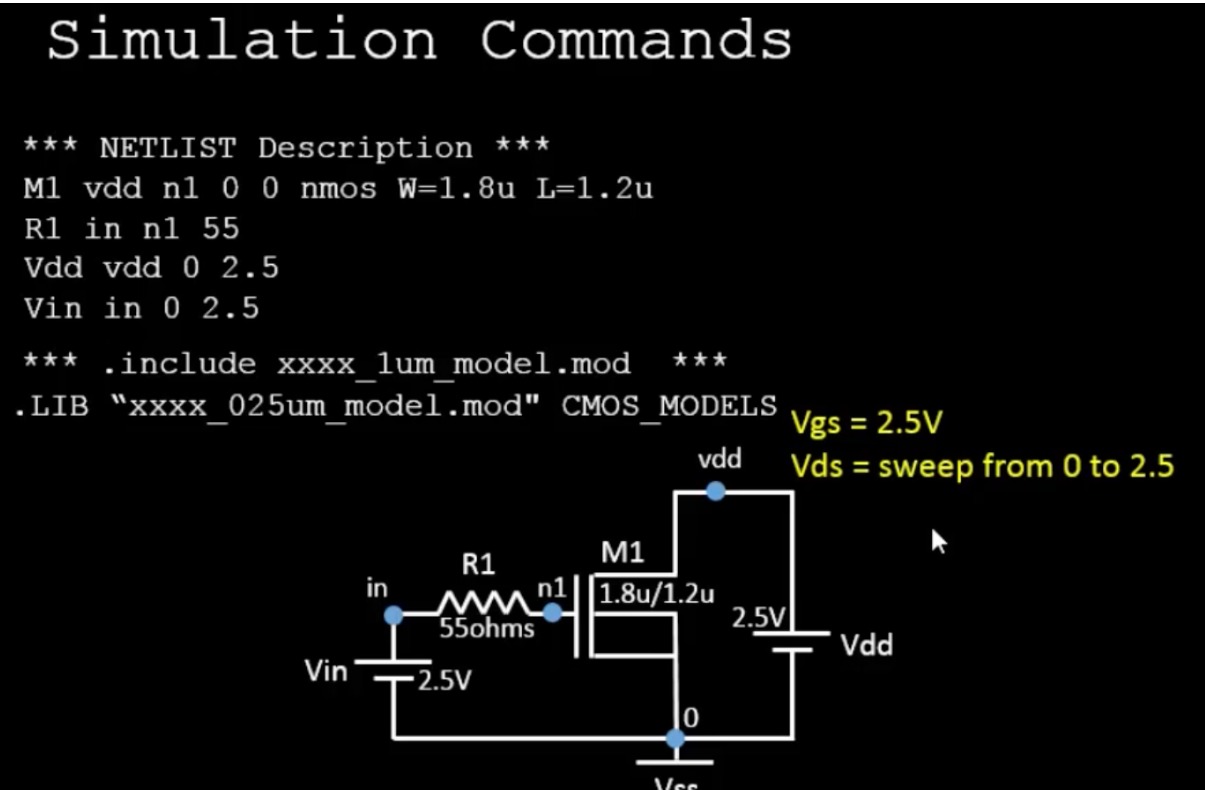 Simulation Commands
*** NETLIST Description ***
M1 vdd n1 0 0 nmos W=1.8u L=1.2u
R1 in n1 55
Vdd vdd 0 2.5
Vin in 0 2.5
*** .include xxxx_1um_model.mod ***
.LIB “xxxx_025um_model.mod" CMOS_MODELS
Vgs = 2.5V
vdd
Vds = sweep from 0 to 2.5
M1
R1
in
n1
1.8u/1.2u
2.5V
55ohms
Vdd
Vin
2.5V
0
Vss